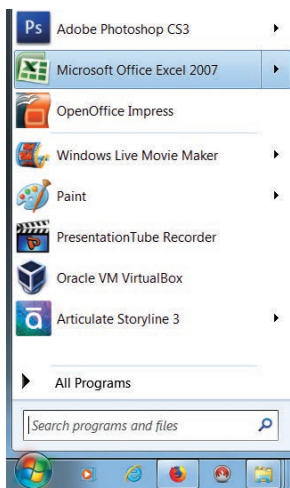 Ps Adobe Photoshop CS3
Microsoft Office Excel 2007
OpenOffice Impress
Windows Live Movie Maker
Paint
PresentationTube Recorder
Oracle VM VirtualBox
ā Articulate Storyline 3
All Programs
Search programs and files